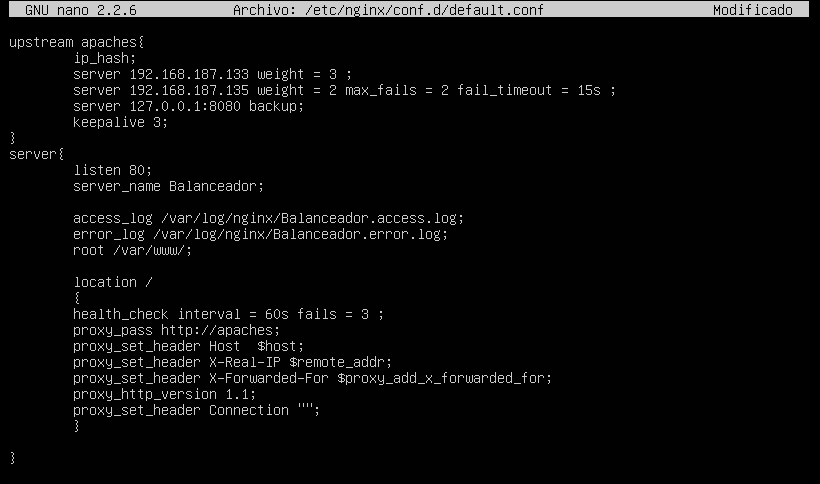 GNU nano 2.2.6 Archivo: /etc/nginx/conf.d/default.conf Modificado
upstream apaches{
ip_hash;
server 192.168.187.133 weight = 3 ;
server 192.168.187.135 weight = 2 max_fails = 2 fail_timeout = 15s ;
server 127.0.0.1:8080 backup;
keepalive 3;
}
server{
listen 80;
server_name Balanceador;
access_log /var/log/nginx/Balanceador.access.log;
error_log /var/log/nginx/Balanceador.error.log;
root /var/www/;
location /
{
health_check interval = 60s fails = 3 ;
proxy_pass http://apaches;
proxy_set_header Host  $host;
proxy_set_header X-Real-IP $remote_addr;
proxy_set_header X-Forwarded-For $proxy_add_x_forwarded_for;
proxy_http_version 1.1;
proxy_set_header Connection "";
}
}